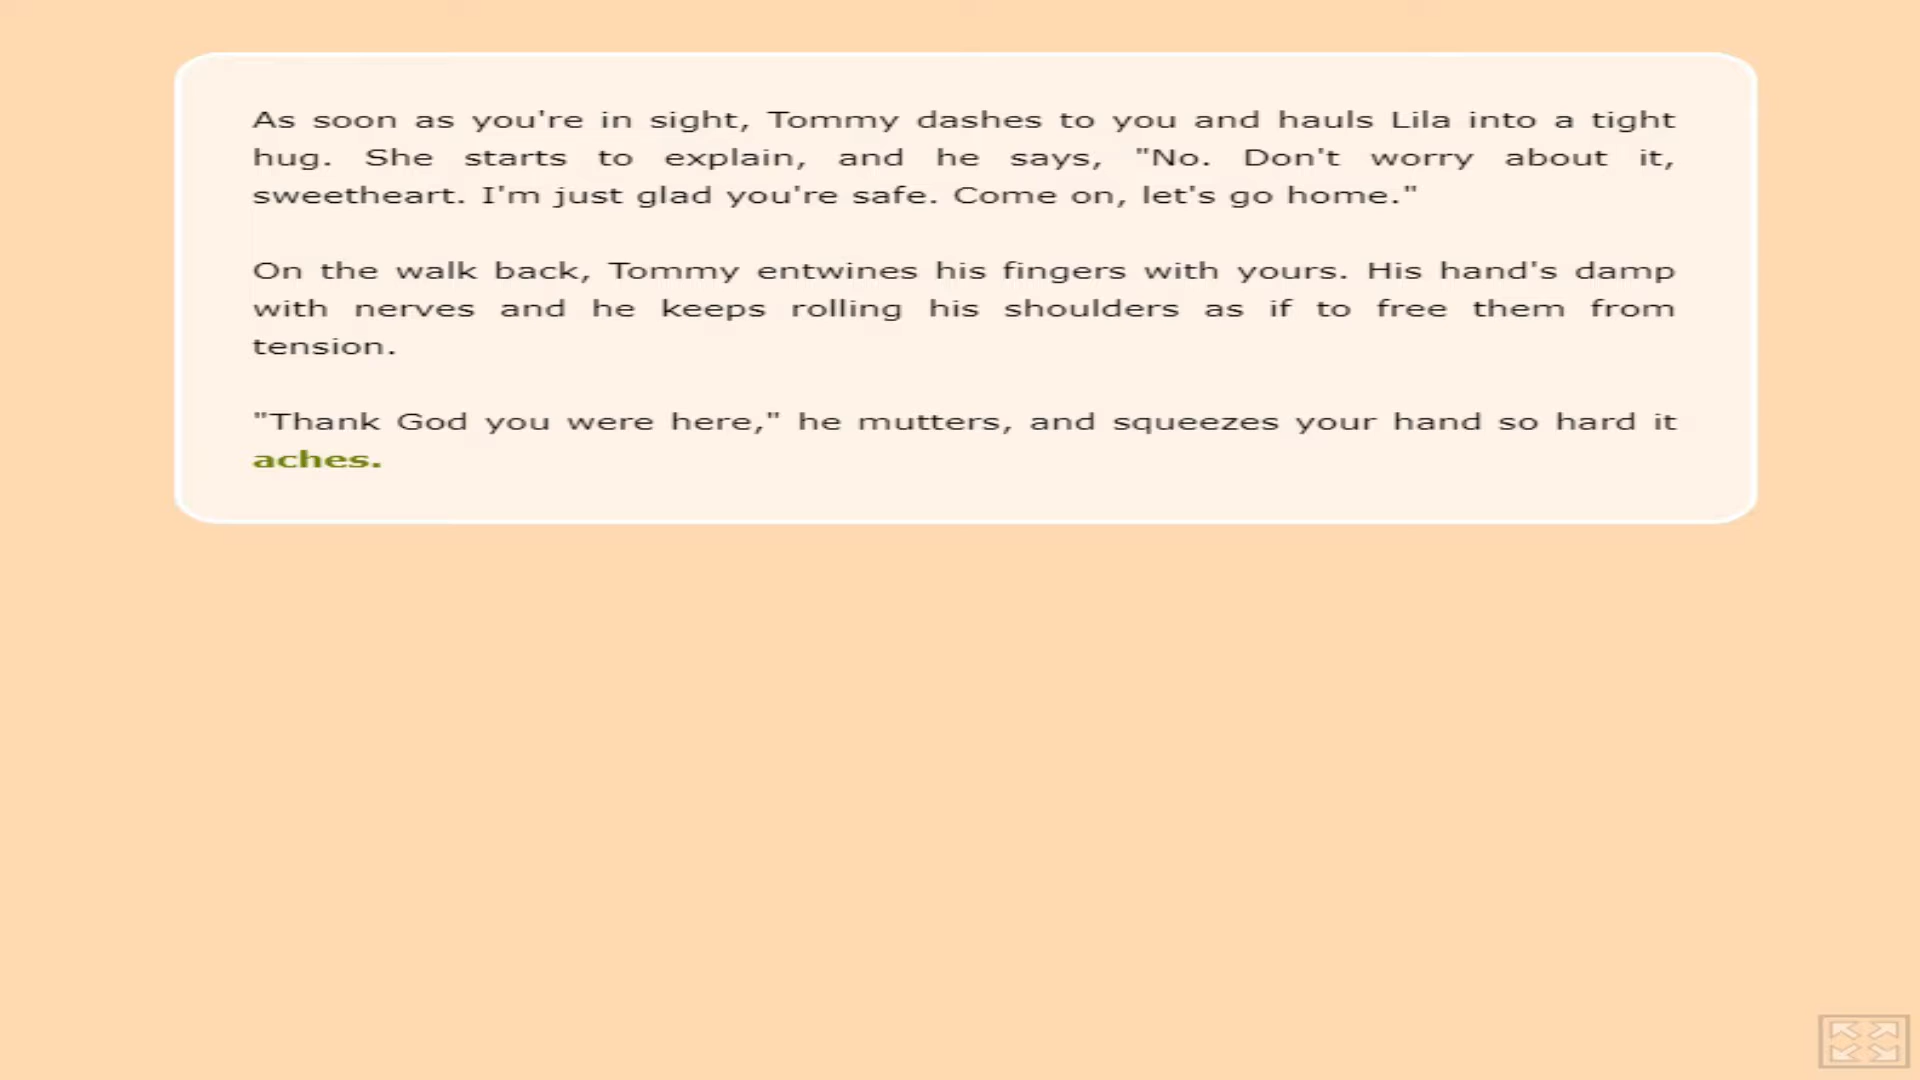 As soon as you're in sight, Tommy dashes to you and hauls Lila into a tight
hug. She starts to explain, and he says, "No. Don't worry about it,
sweetheart. I'm just glad you're safe. Come on, let's go home."
On the walk back, Tommy entwines his fingers with yours. His hand's damp
with nerves and he keeps rolling his shoulders as if to free them from
tension.
"Thank God you were here," he mutters, and squeezes your hand so hard it
aches.